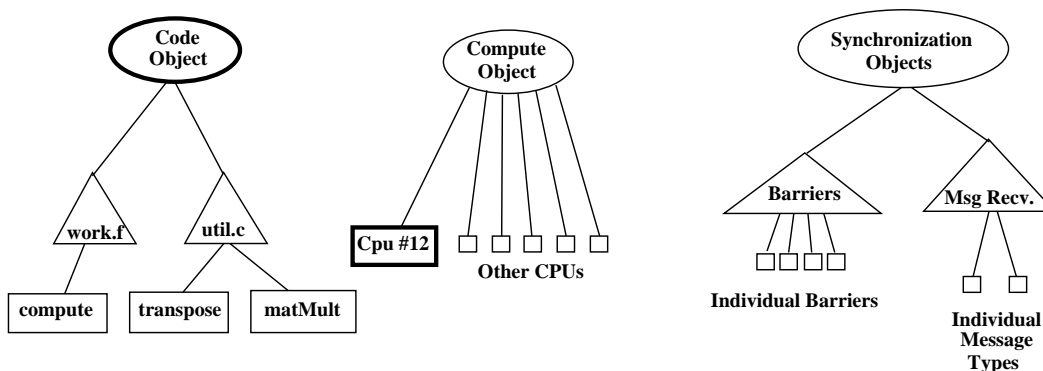 Code
Object
work.f
util.c
compute
transpose
matMult
Compute
Object
Cpu #12
Other CPUs
Synchronization
Objects
Barriers
Msg Recv.
Individual Barriers
Individual
Message
Types